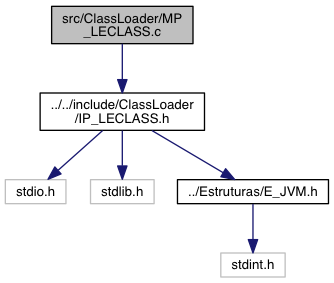 src/ClassLoader/MP
_LECLASS.c
../../include/ClassLoader
/IP_LECLASS.h
stdio.h
stdlib.h
../Estruturas/E_JVM.h
stdint.h